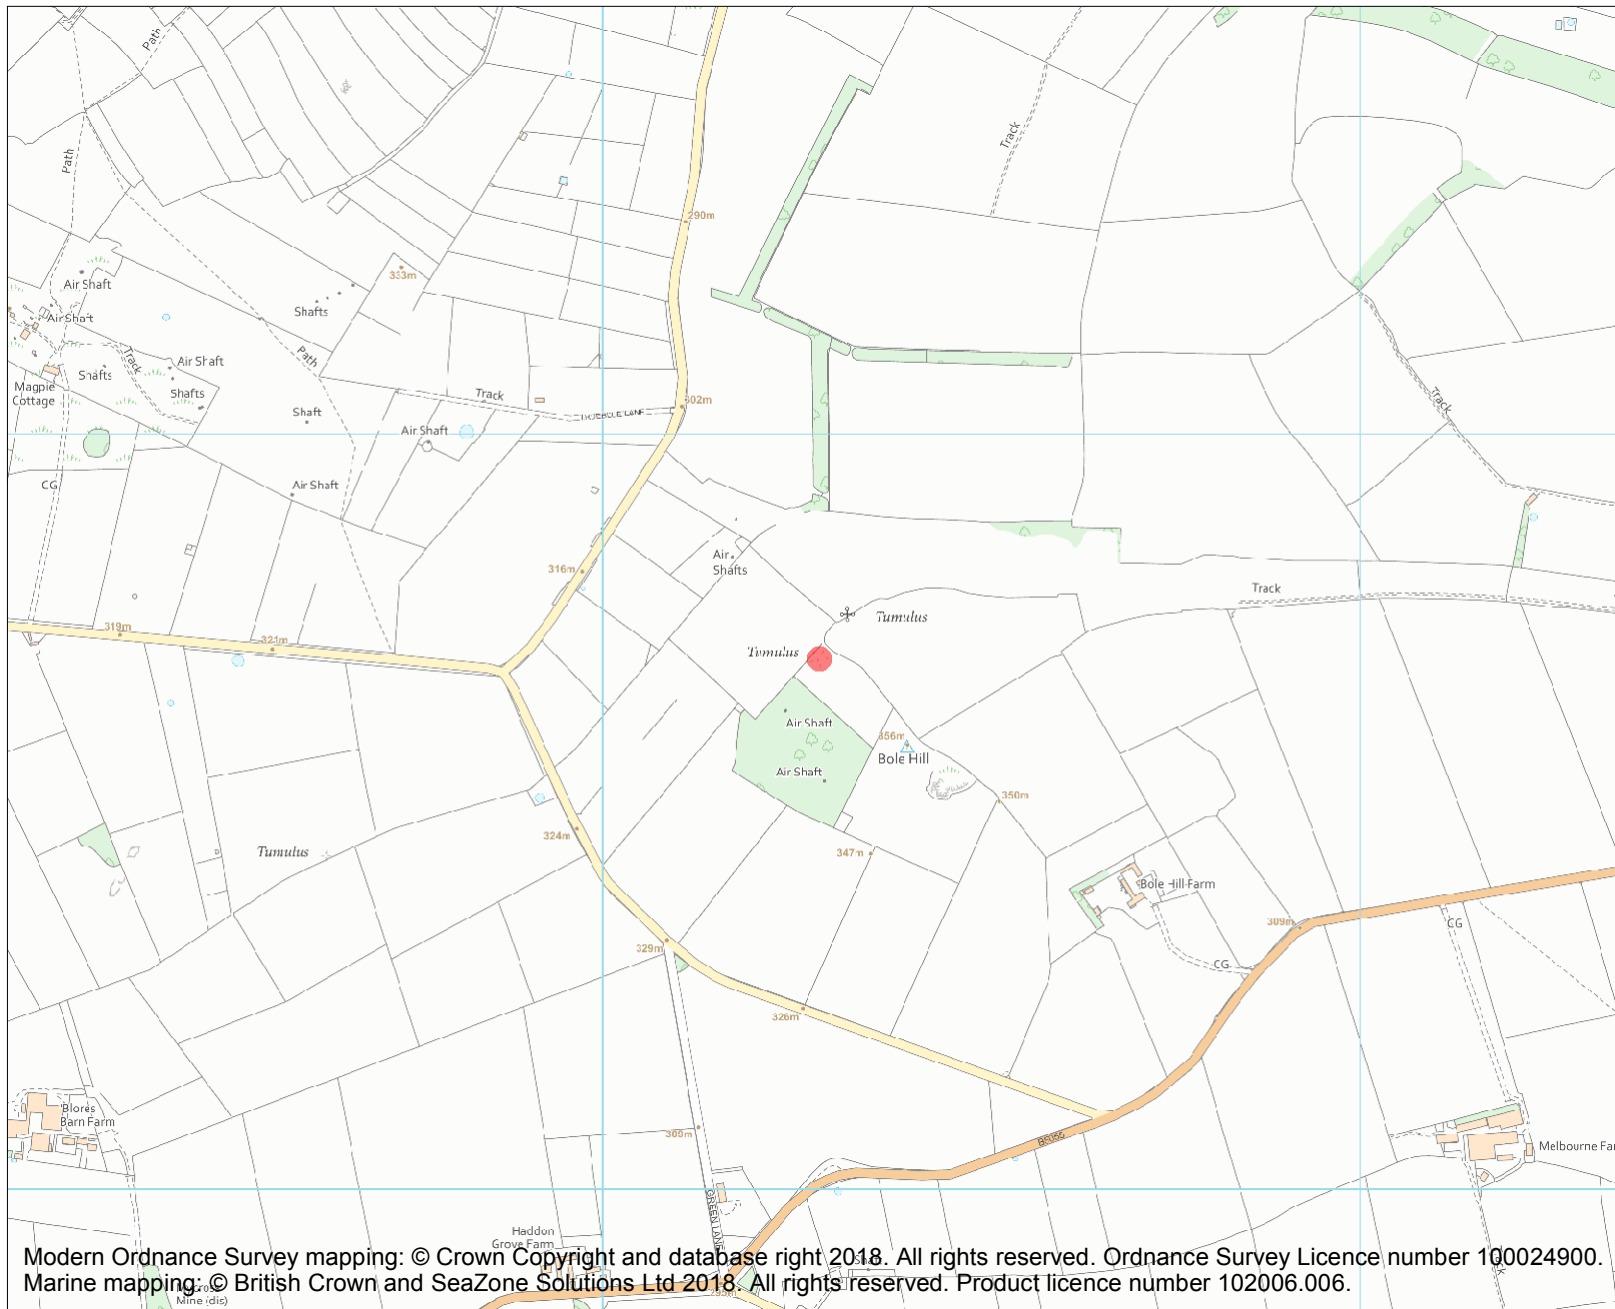 Path
Path
Track
290m
Air Shaft
333m
Air Shaft
Shafts
Path
Track
Air Shaft
Shafts
Shafts
Magpie
Cottage
Track
302m
Track
Shaft
Air Shaft
CG
Air Shaft
Air
Shafts
316m
Track
Tumulus
319m
321m
Tumulus
Air Shaft
356m
Bole Hill
Air Shaft
350m
324m
Tumulus
347m
Bole Hill Farm
309m
CG
329m
CG
326m
Blores
Barn Farm
309m
Melbourne
GREEN LANE
Haddon
Grove Farm
Modern Ordnance Survey mapping: © Crown Copyright and database right 2018. All rights reserved. Ordnance Survey Licence number 100024900.
Marine mapping: © British Crown and SeaZone Solutions Ltd 2018. All rights reserved. Product licence number 102006.006.
Mine (dis)
Track